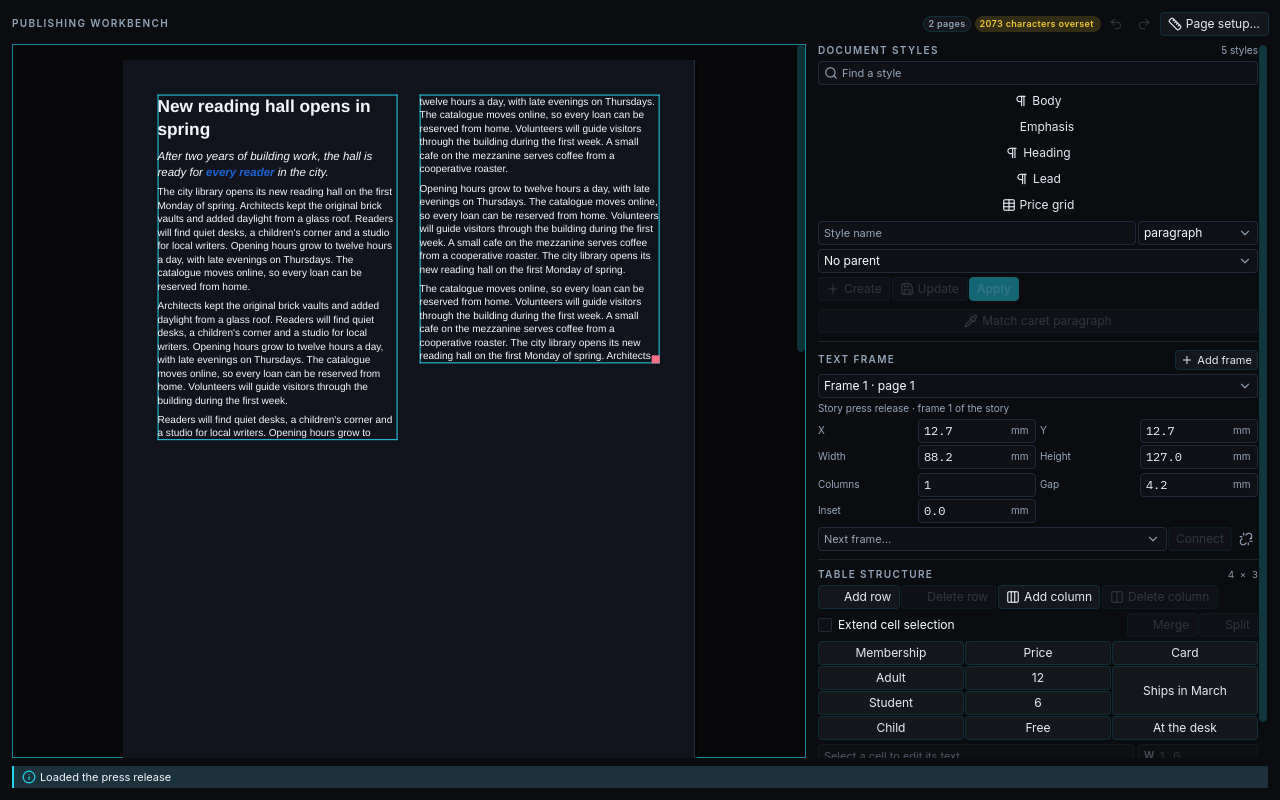 PUBLISHING WORKBENCH
2 pages
2073 characters overset
Page setup...
New reading hall opens in
spring
After two years of building work, the hall is
ready for every reader in the city.
The city library opens its new reading hall on the first
Monday of spring. Architects kept the original brick
vaults and added daylight from a glass roof. Readers
will find quiet desks, a children's corner and a studio
for local writers. Opening hours grow to twelve hours
a day, with late evenings on Thursdays. The
catalogue moves online, so every loan can be
reserved from home.
Architects kept the original brick vaults and added
daylight from a glass roof. Readers will find quiet
desks, a children's corner and a studio for local
writers. Opening hours grow to twelve hours a day,
with late evenings on Thursdays. The catalogue
moves online, so every loan can be reserved from
home. Volunteers will guide visitors through the
building during the first week.
Readers will find quiet desks, a children's corner and
a studio for local writers. Opening hours grow to
twelve hours a day, with late evenings on Thursdays.
The catalogue moves online, so every loan can be
reserved from home. Volunteers will guide visitors
through the building during the first week. A small
cafe on the mezzanine serves coffee from a
cooperative roaster.
Opening hours grow to twelve hours a day, with late
evenings on Thursdays. The catalogue moves online,
so every loan can be reserved from home. Volunteers
will guide visitors through the building during the first
week. A small cafe on the mezzanine serves coffee
from a cooperative roaster. The city library opens its
new reading hall on the first Monday of spring.
The catalogue moves online, so every loan can be
reserved from home. Volunteers will guide visitors
through the building during the first week. A small
cafe on the mezzanine serves coffee from a
cooperative roaster. The city library opens its new
reading hall on the first Monday of spring. Architects
DOCUMENT STYLES
5 styles
Find a style
Body
Emphasis
Heading
Lead
Price grid
Style name
paragraph
No parent
Create
Update
Apply
Match caret paragraph
TEXT FRAME
Add frame
Frame 1 · page 1
Story press release · frame 1 of the story
X 12.7 mm Y 12.7 mm
Width 88.2 mm Height 127.0 mm
Columns 1 Gap 4.2 mm
Inset 0.0 mm
Next frame...
Connect
TABLE STRUCTURE
4 × 3
Add row
Delete row
Add column
Delete column
Extend cell selection
Merge
Split
Membership Price Card
Adult 12
Ships in March
Student 6
Child Free At the desk
Select a cell to edit its text
W 1.0
Loaded the press release